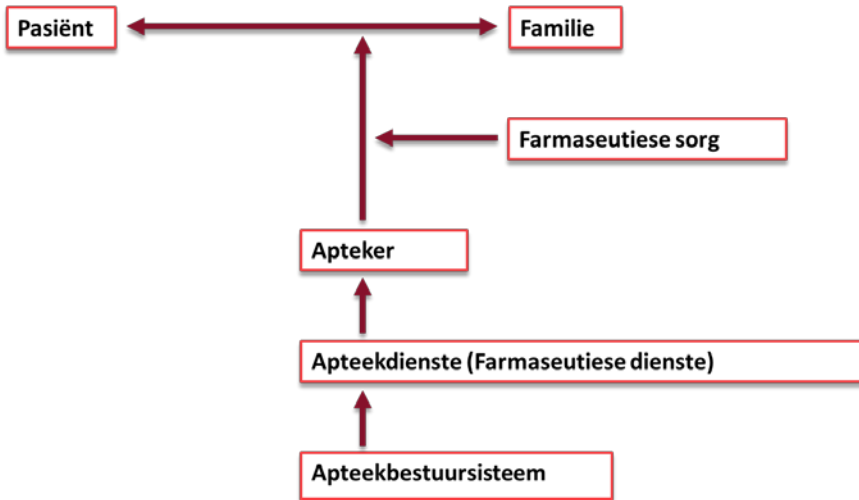 Pasiënt
Familie
Farmaseutiese sorg
Apteker
Apteekdienste (Farmaseutiese dienste)
Apteekbestuursisteem